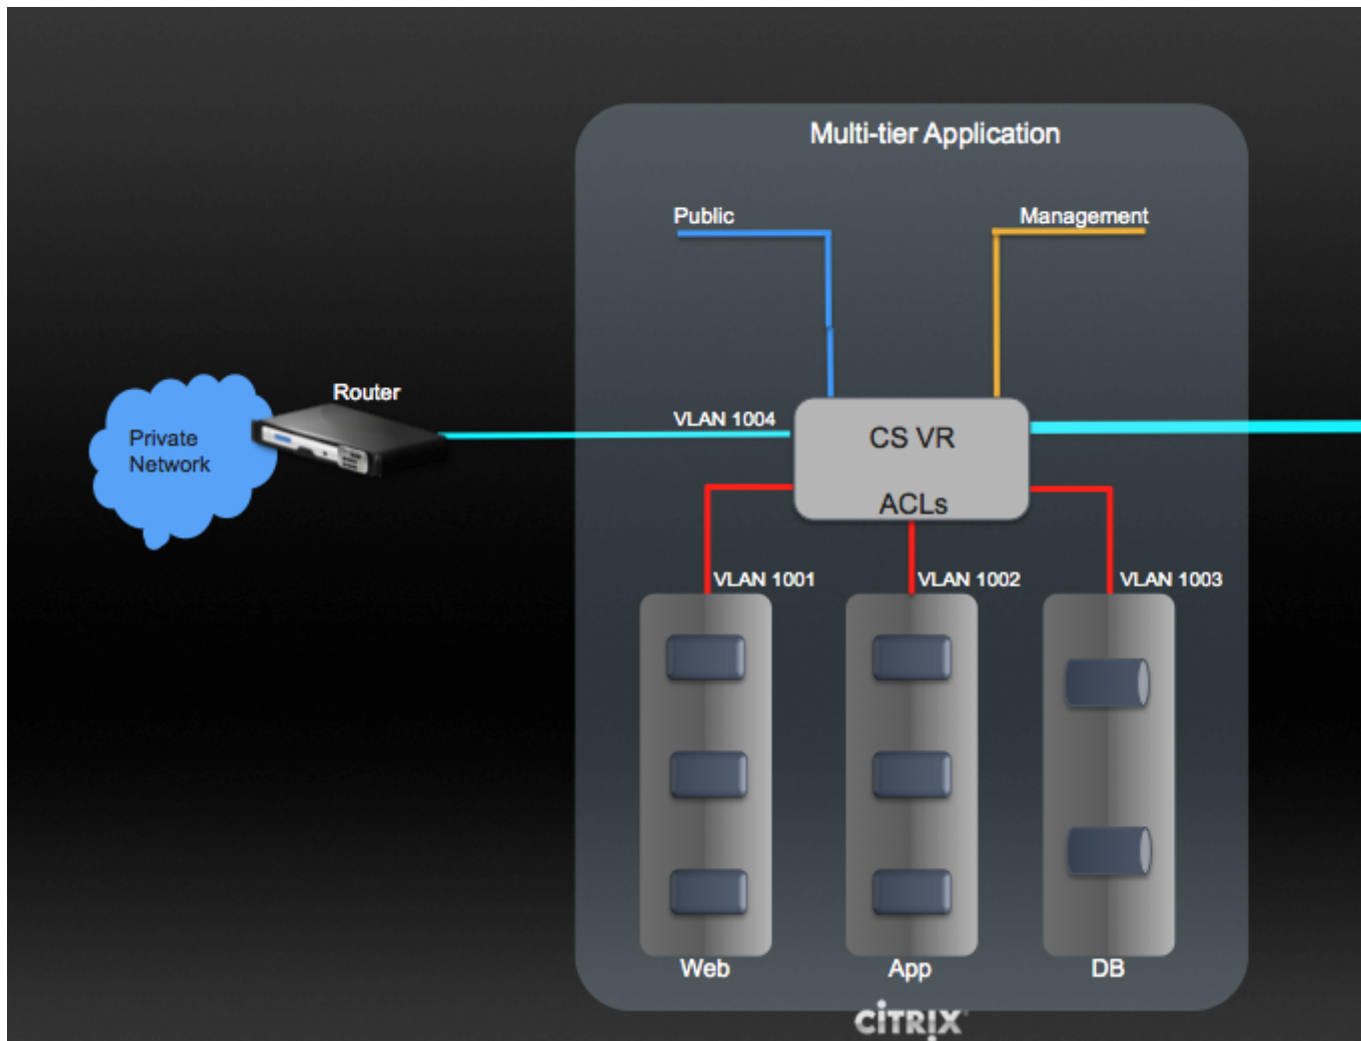 Multi-tier Application
Public
Management
Router
Private
Network
VLAN 1004
CS VR
ACLs
VLAN 1001
VLAN 1002
VLAN 1003
Web
App
DB
CiTRIX